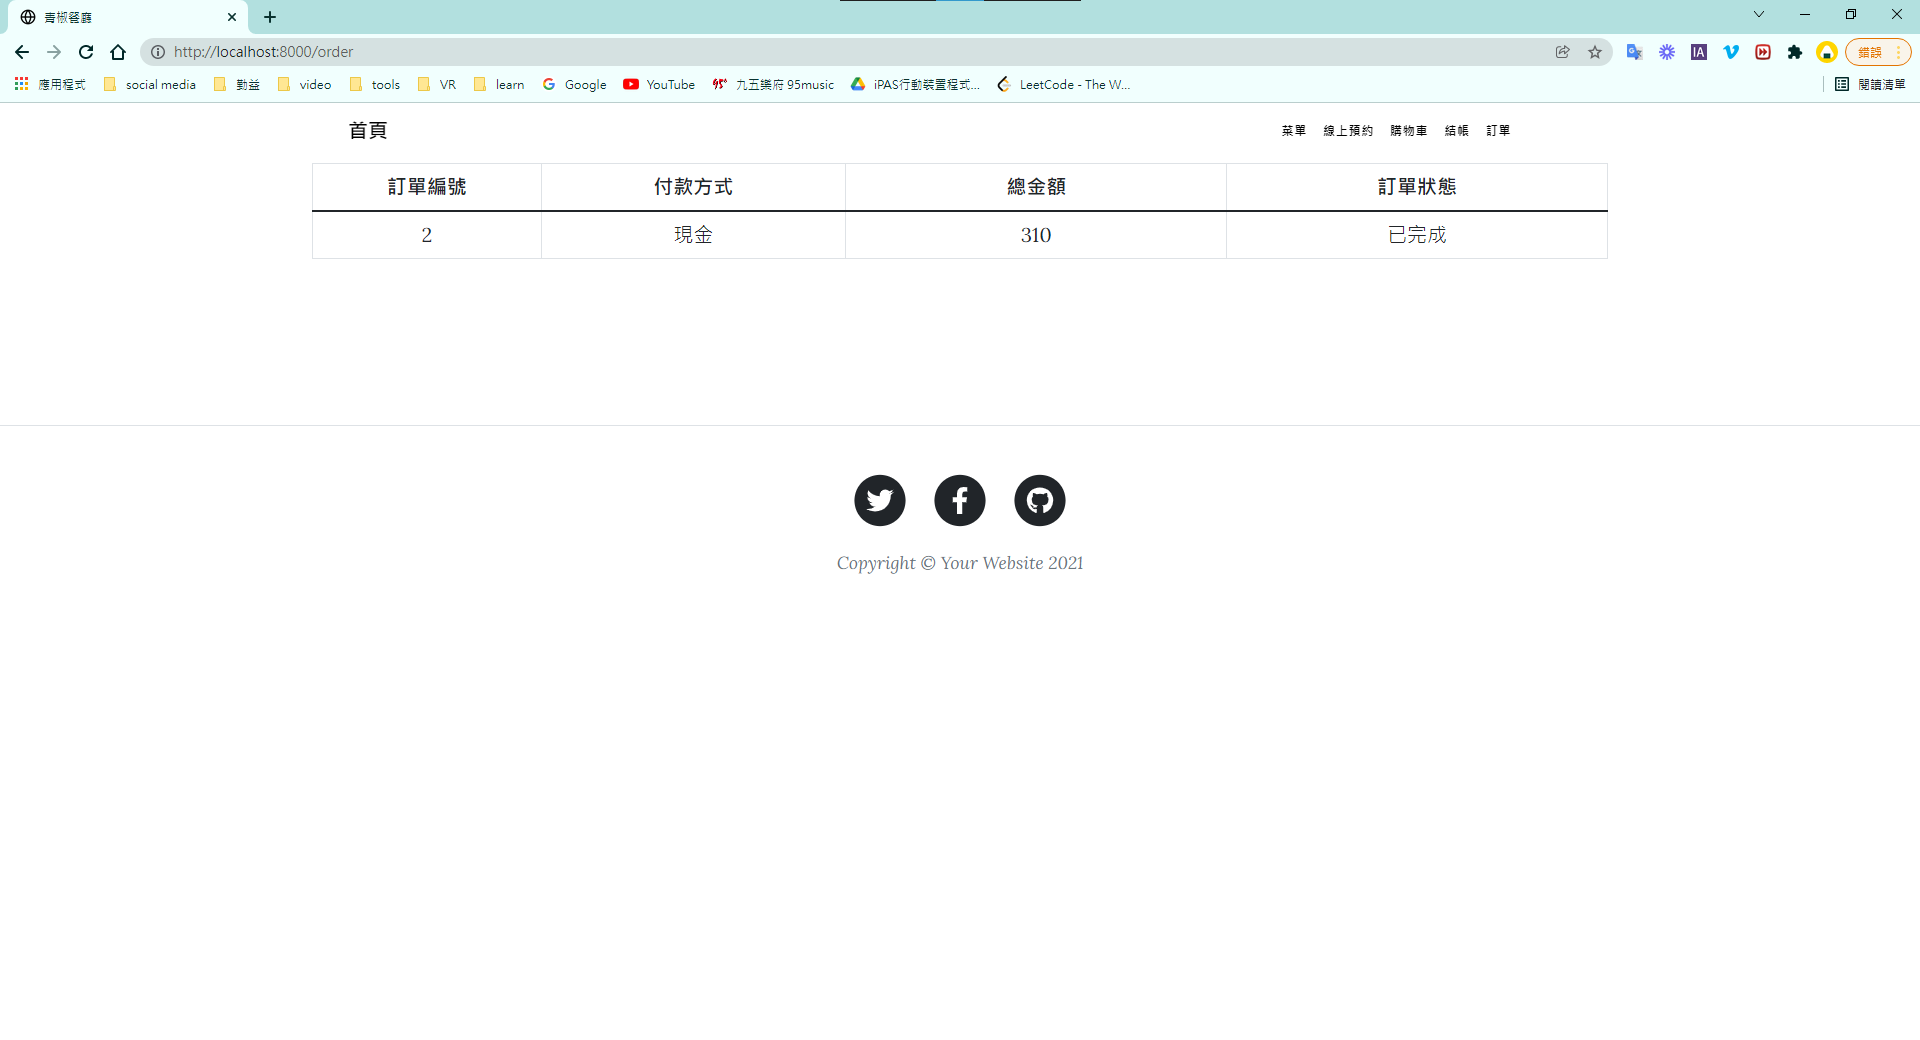 青椒餐廳
http://localhost:8000/order
錯誤
應用程式 social media 勤益 video tools VR learn Google YouTube 九五樂府 95music iPAS行動裝置程式... LeetCode - The W... 閱讀清單
首頁 菜單 線上預約 購物車 結帳 訂單
訂單編號 付款方式 總金額 訂單狀態
2 現金 310 已完成
Copyright © Your Website 2021